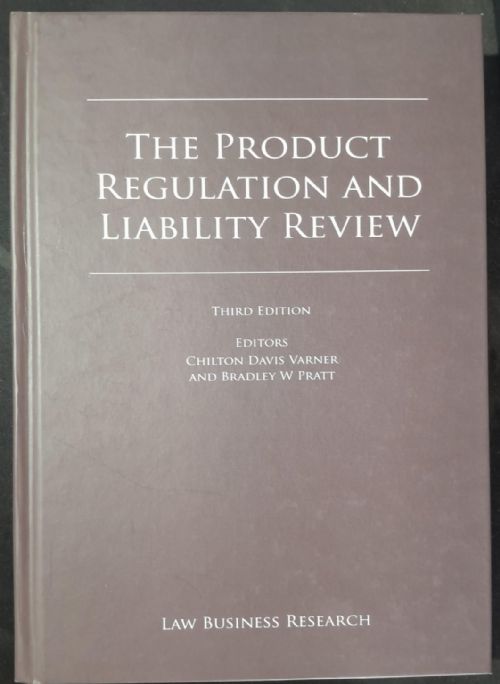 The Product
Regulation and
Liability Review
Third Edition
Editors
Chilton Davis Varner
and Bradley W Pratt
Law Business Research